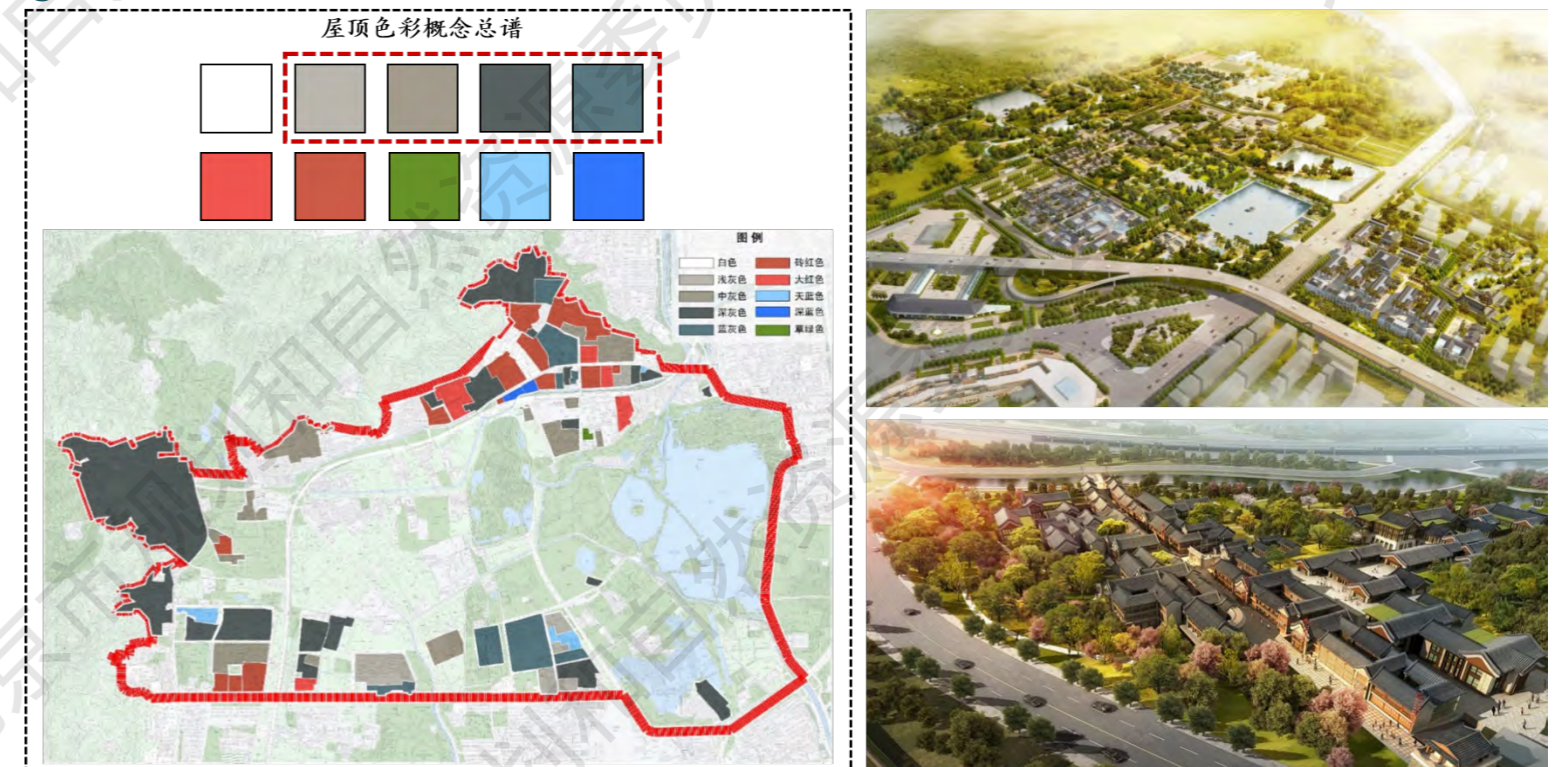 屋顶色彩概念总谱
图例
白色 砖红色
浅灰色 大红色
中灰色 天蓝色
深灰色 深蓝色
蓝灰色 草绿色